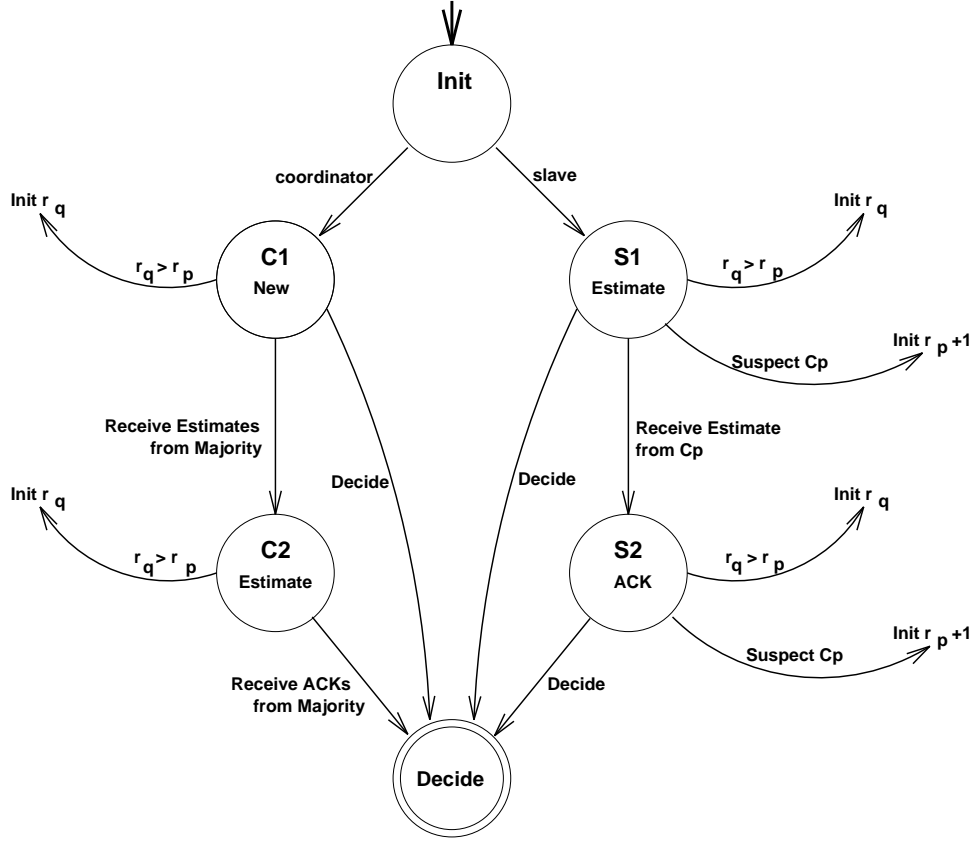 Init
coordinator
slave
Init r q
Init r q
C1
New
S1
Estimate
r q > r p
r q > r p
Init r p +1
Suspect Cp
Receive Estimates
from Majority
Receive Estimate
from Cp
Decide
Decide
Init r q
Init r q
C2
Estimate
S2
ACK
r q > r p
r q > r p
Init r p +1
Suspect Cp
Receive ACKs
from Majority
Decide
Decide